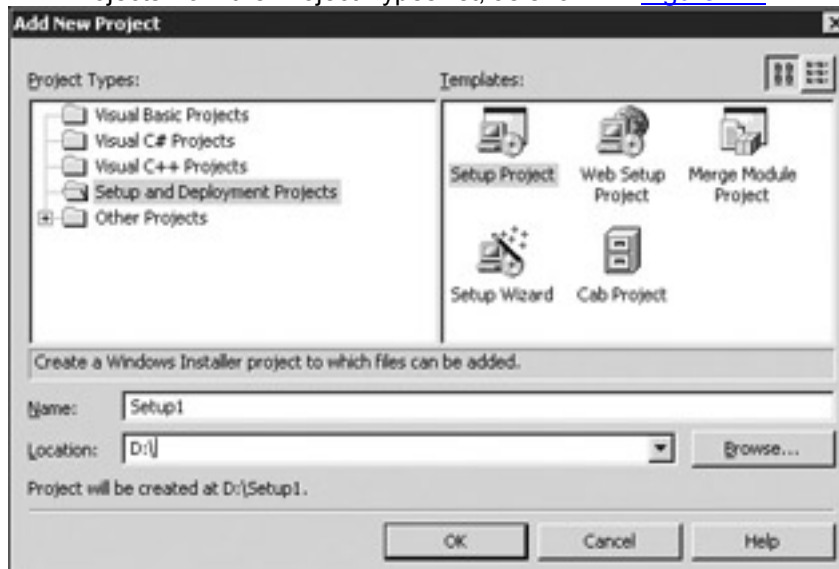 Add New Project
Project Types:
Visual Basic Projects
Visual C# Projects
Visual C++ Projects
Setup and Deployment Projects
Other Projects
Templates:
Setup Project
Web Setup Project
Merge Module Project
Setup Wizard
Cab Project
Create a Windows Installer project to which files can be added.
Name: Setup1
Location: D:\
Browse...
Project will be created at D:\Setup1.
OK Cancel Help